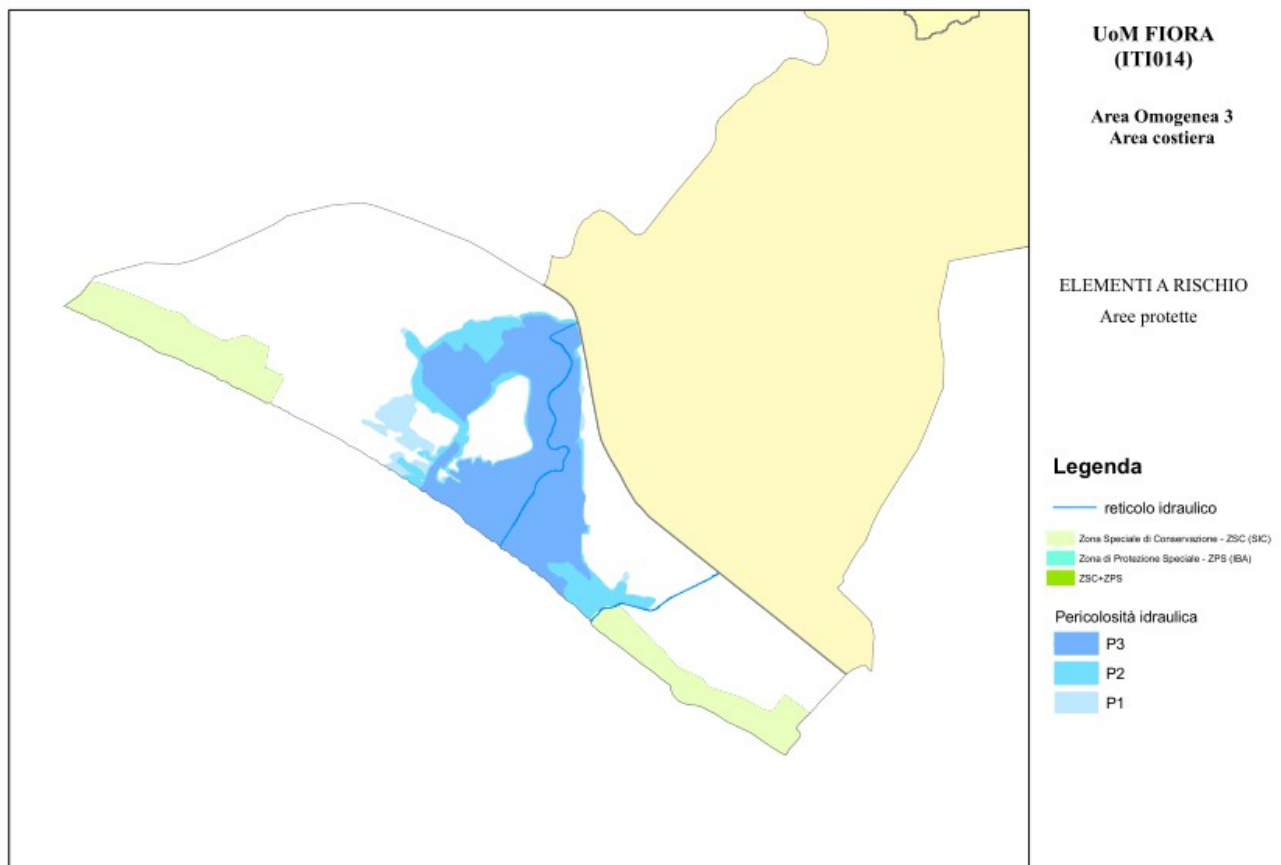 UoM FIORA
(ITI014)
Area Omogenea 3
Area costiera
ELEMENTI A RISCHIO
Aree protette
Legenda
reticolo idraulico
Zona Speciale di Conservazione - ZSC (SIC)
Zona di Protezione Speciale - ZPS (IBA)
ZSC+ZPS
Pericolosità idraulica
P3
P2
P1